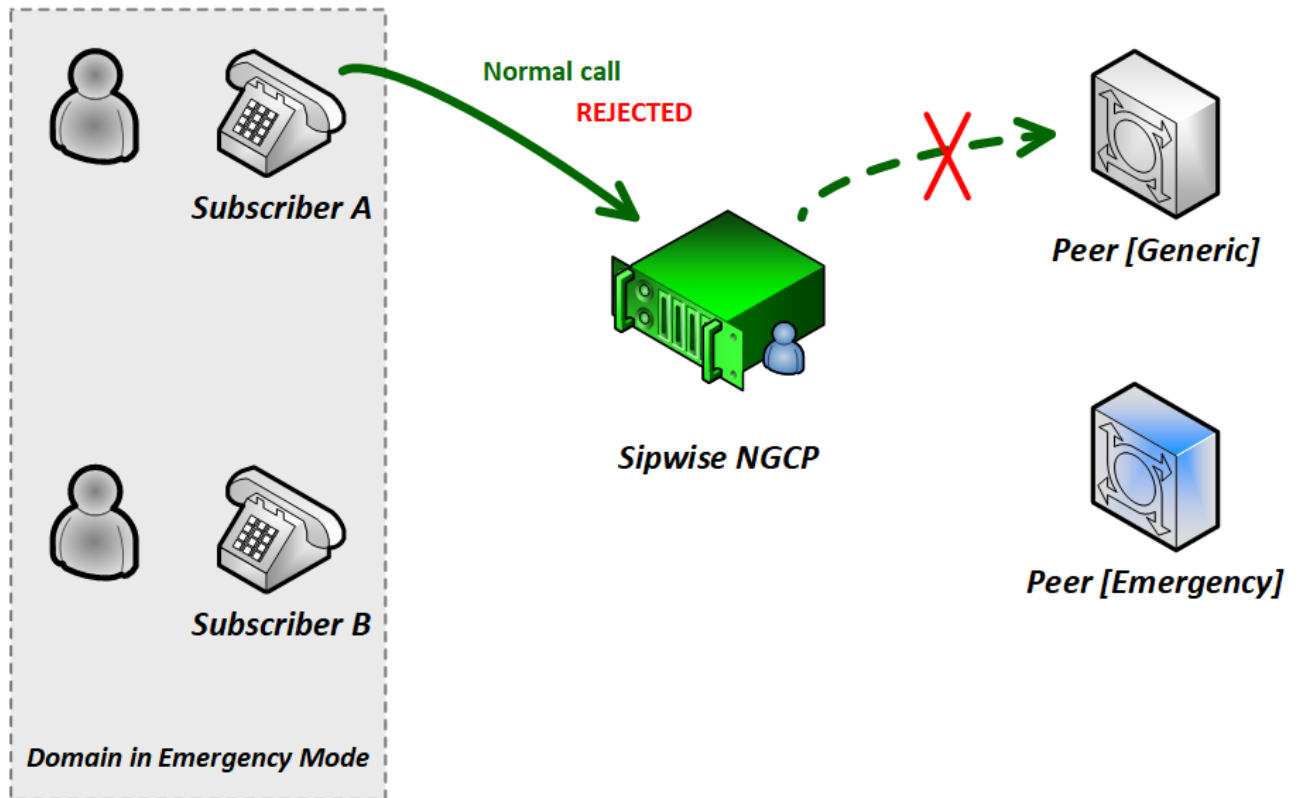 Normal call
REJECTED
Subscriber A
Peer [Generic]
Sipwise NGCP
Peer [Emergency]
Subscriber B
Domain in Emergency Mode